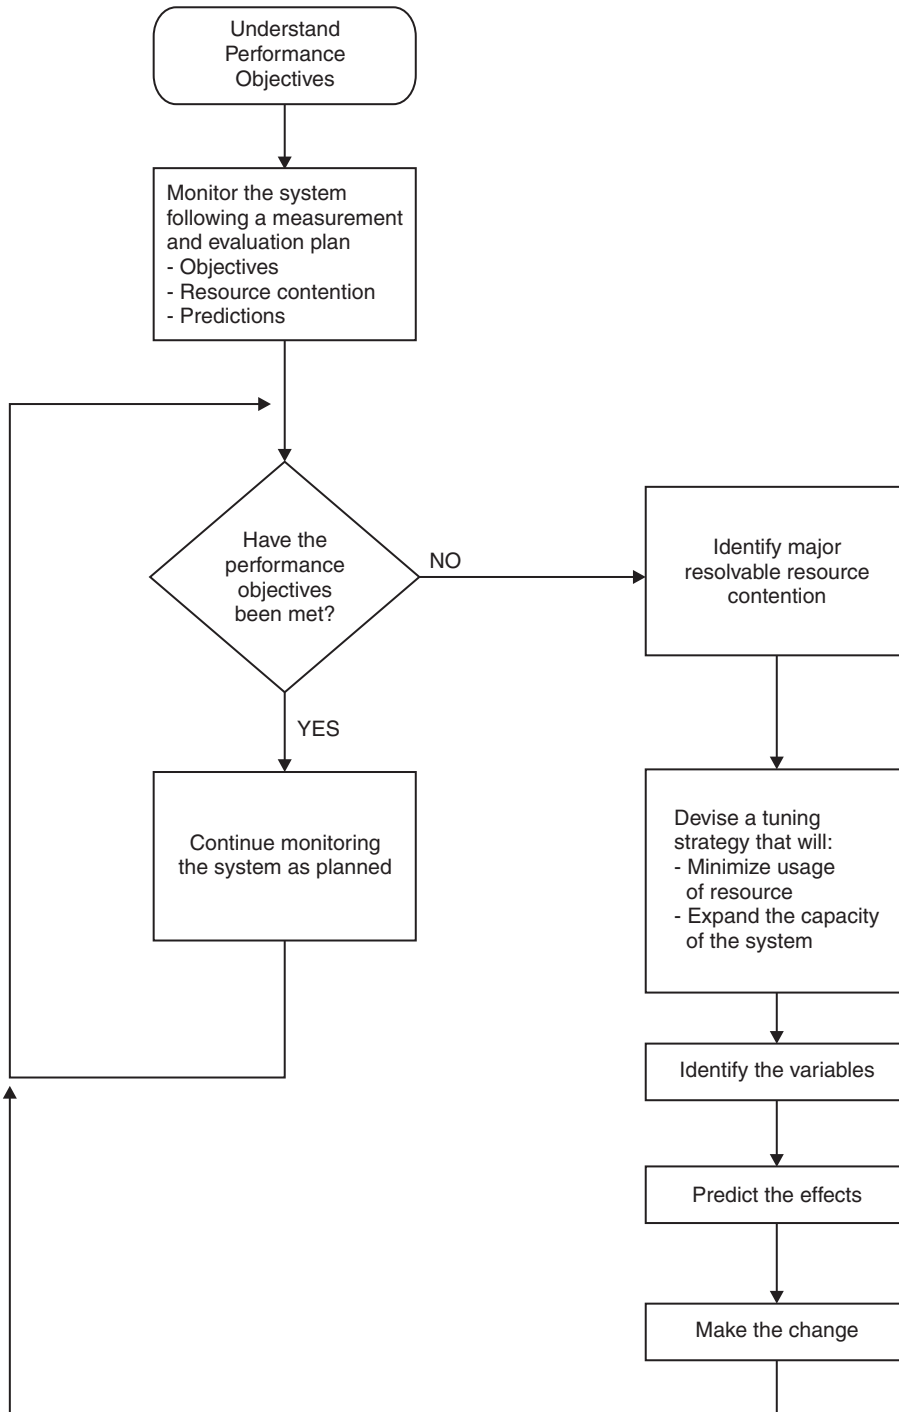 Understand
Performance
Objectives
Monitor the system
following a measurement
and evaluation plan
- Objectives
- Resource contention
- Predictions
Have the
performance
objectives
been met?
NO
Identify major
resolvable resource
contention
YES
Continue monitoring
the system as planned
Devise a tuning
strategy that will:
- Minimize usage
of resource
- Expand the capacity
of the system
Identify the variables
Predict the effects
Make the change